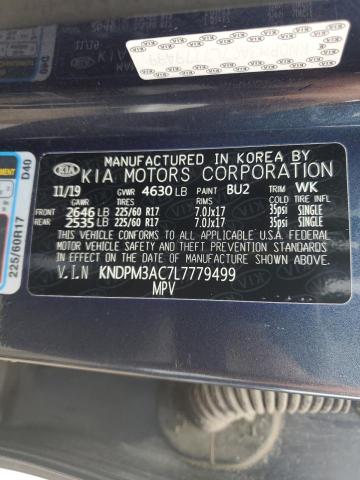 MANUFACTURED IN KOREA BY
KIA KIA MOTORS CORPORATION
11/19 GVWR 4630 LB PAINT BU2 TRIM WK
GAWR TIRES RIMS COLD TIRE INFL
FRONT 2646 LB 225/60 R17 7.0Jx17 35psi SINGLE
REAR 2535 LB 225/60 R17 7.0Jx17 35psi SINGLE
THIS VEHICLE CONFORMS TO ALL APPLICABLE U.S.A. FEDERAL
MOTOR VEHICLE SAFETY, BUMPER, AND THEFT PREVENTION STANDARDS
IN EFFECT ON THE DATE OF MANUFACTURE SHOWN ABOVE.
V.I.N KNDPM3AC7L7779499
MPV
D40
225/60R17